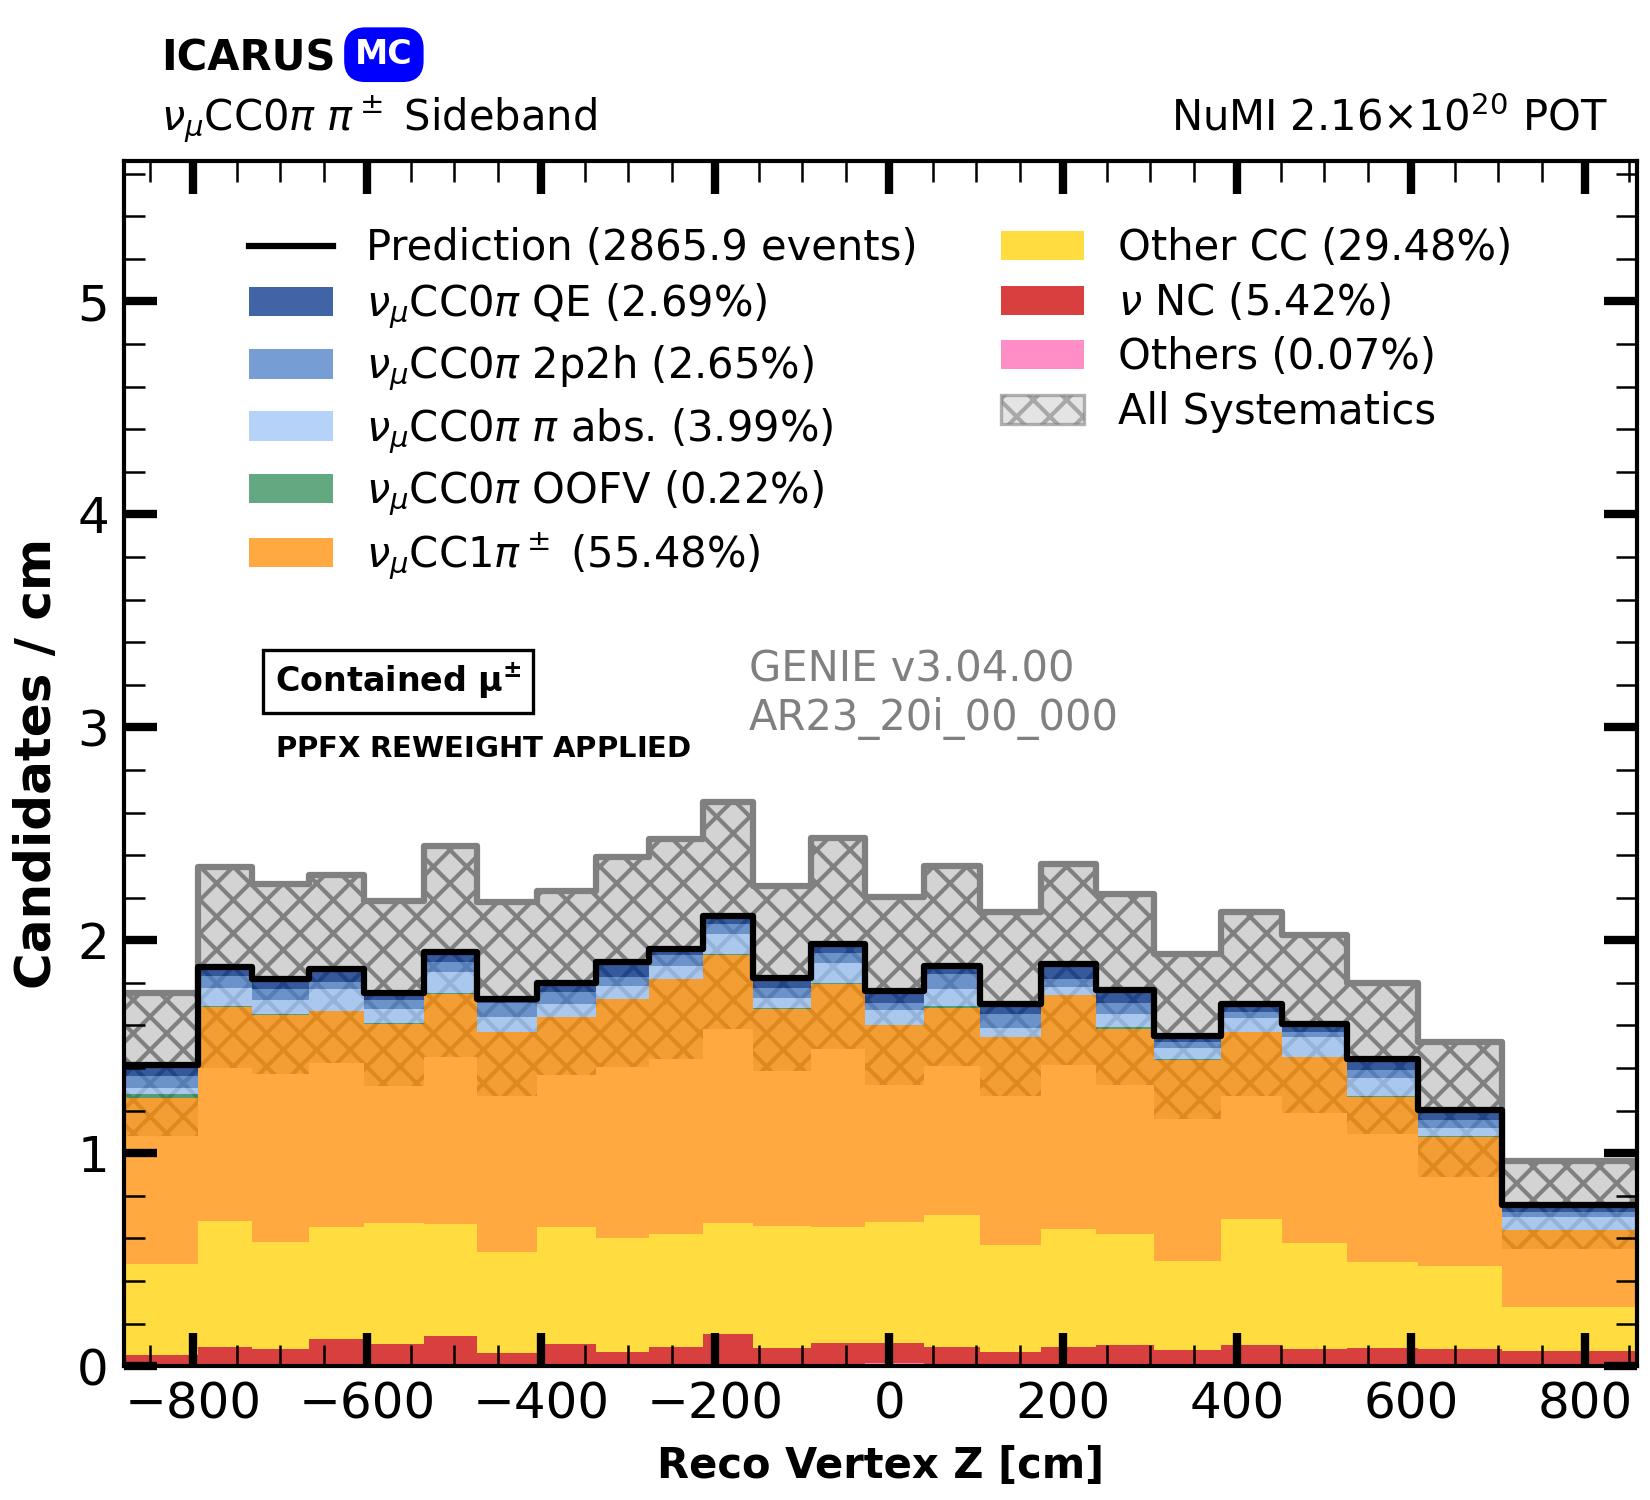 ICARUS MC
νμCC0π π± Sideband
NuMI 2.16×10²⁰ POT
Prediction (2865.9 events)
νμCC0π QE (2.69%)
νμCC0π 2p2h (2.65%)
νμCC0π π abs. (3.99%)
νμCC0π OOFV (0.22%)
νμCC1π± (55.48%)
Other CC (29.48%)
ν NC (5.42%)
Others (0.07%)
All Systematics
Contained μ±
PPFX REWEIGHT APPLIED
GENIE v3.04.00
AR23_20i_00_000
Candidates / cm
5
4
3
2
1
0
−800 −600 −400 −200 0 200 400 600 800
Reco Vertex Z [cm]